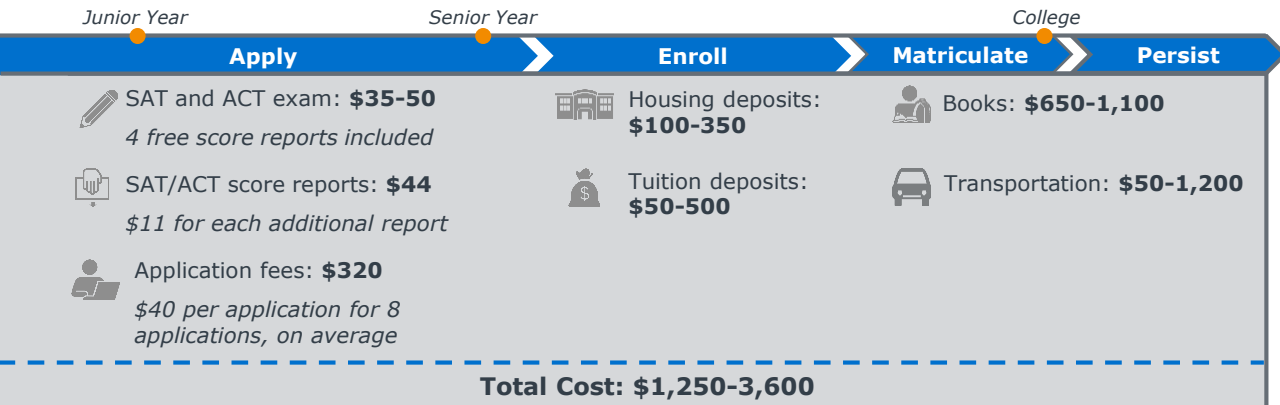 Junior Year
Senior Year
College
Apply
Enroll
Matriculate
Persist
SAT and ACT exam: $35-50
4 free score reports included
SAT/ACT score reports: $44
$11 for each additional report
Application fees: $320
$40 per application for 8
applications, on average
Housing deposits:
$100-350
$
Tuition deposits:
$50-500
Books: $650-1,100
Transportation: $50-1,200
Total Cost: $1,250-3,600